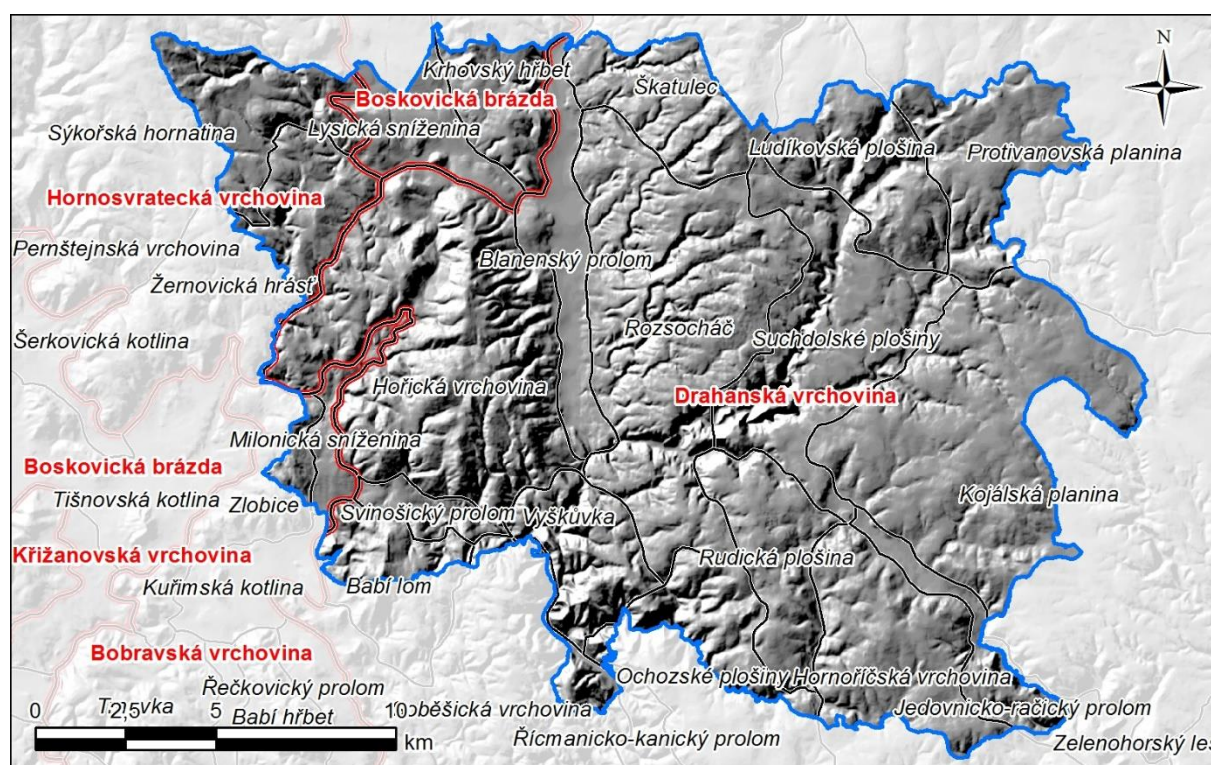 N
Krhovský hřbet
Škatulec
Boskovická brázda
Sýkořská hornatina
Lysická sníženina
Ludíkovská plošina
Protivanovská planina
Hornosvratecká vrchovina
Pernštejnská vrchovina
Blanenský prolom
Žernovická hrásť
Šerkovická kotlina
Rozsocháč
Suchdolské plošiny
Hořická vrchovina
Drahanská vrchovina
Milonická sníženina
Boskovická brázda
Tišnovská kotlina
Zlobice
Svinošický prolom
Vyškůvka
Kojálská planina
Křižanovská vrchovina
Rudická plošina
Kuřimská kotlina
Babí lom
Bobravská vrchovina
Ochozské plošiny
Hornoříčská vrchovina
Řečkovický prolom
0
2,5
5
10
Babí hřbet
oběšická vrchovina
Jedovnicko-račický prolom
km
Řícmanicko-kanický prolom
Zelenohorský les